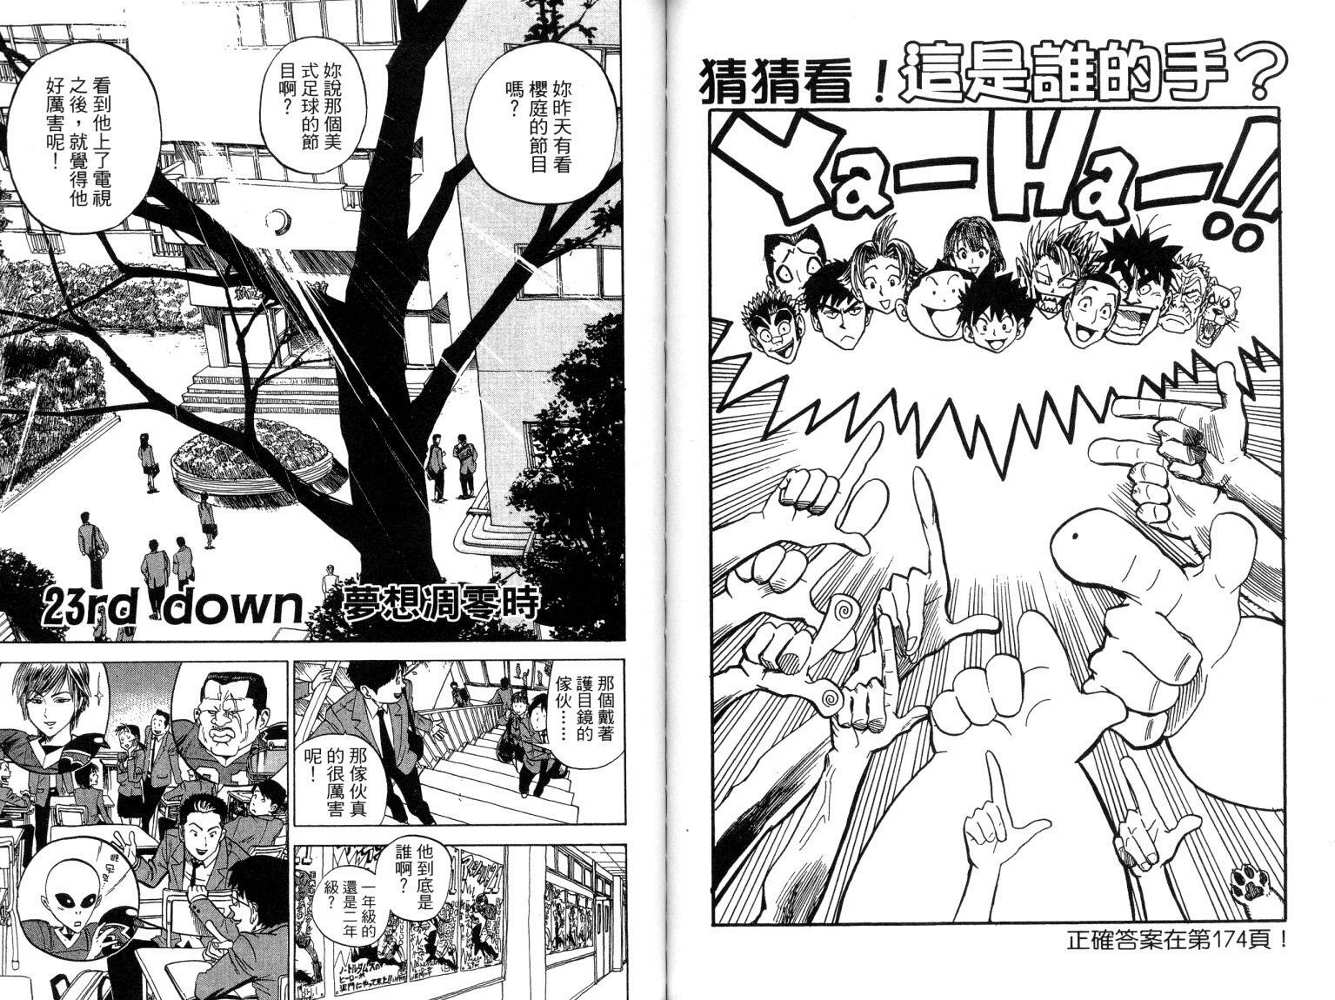 猜猜看！這是誰的手？
Ya—Ha—!!
正確答案在第174頁！
妳昨天有看
櫻庭的節目
嗎？
妳說那個美
式足球的節
目啊？
看到他上了電視
之後，就覺得他
好厲害呢！
23rd down 夢想凋零時
那個戴著
護目鏡的
傢伙……
那傢伙真
的很厲害
呢！
他到底是
誰啊？
一年級的
還是二年
級？